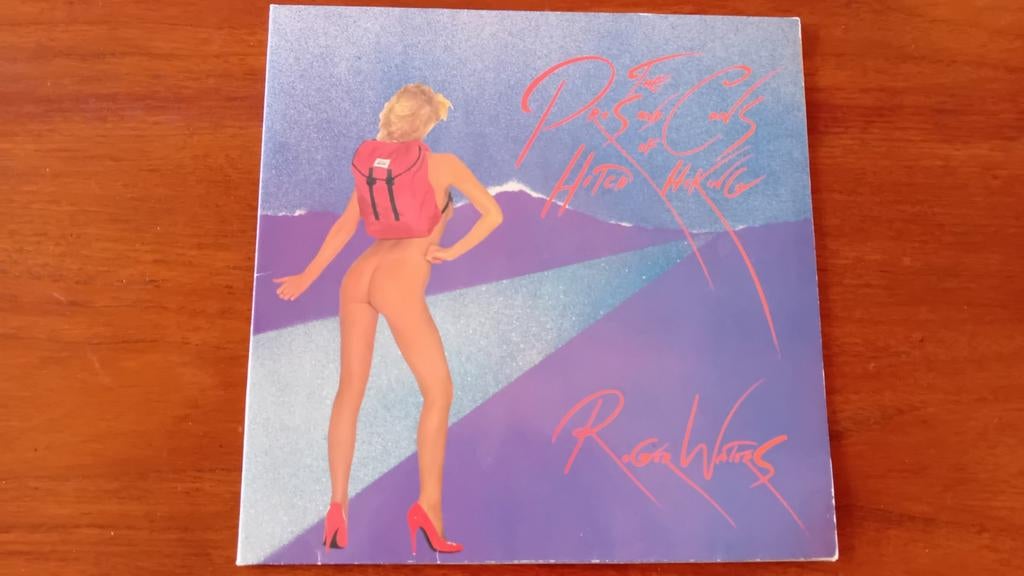 The
Pros and Cons
of
Hitch Hiking
Roger Waters